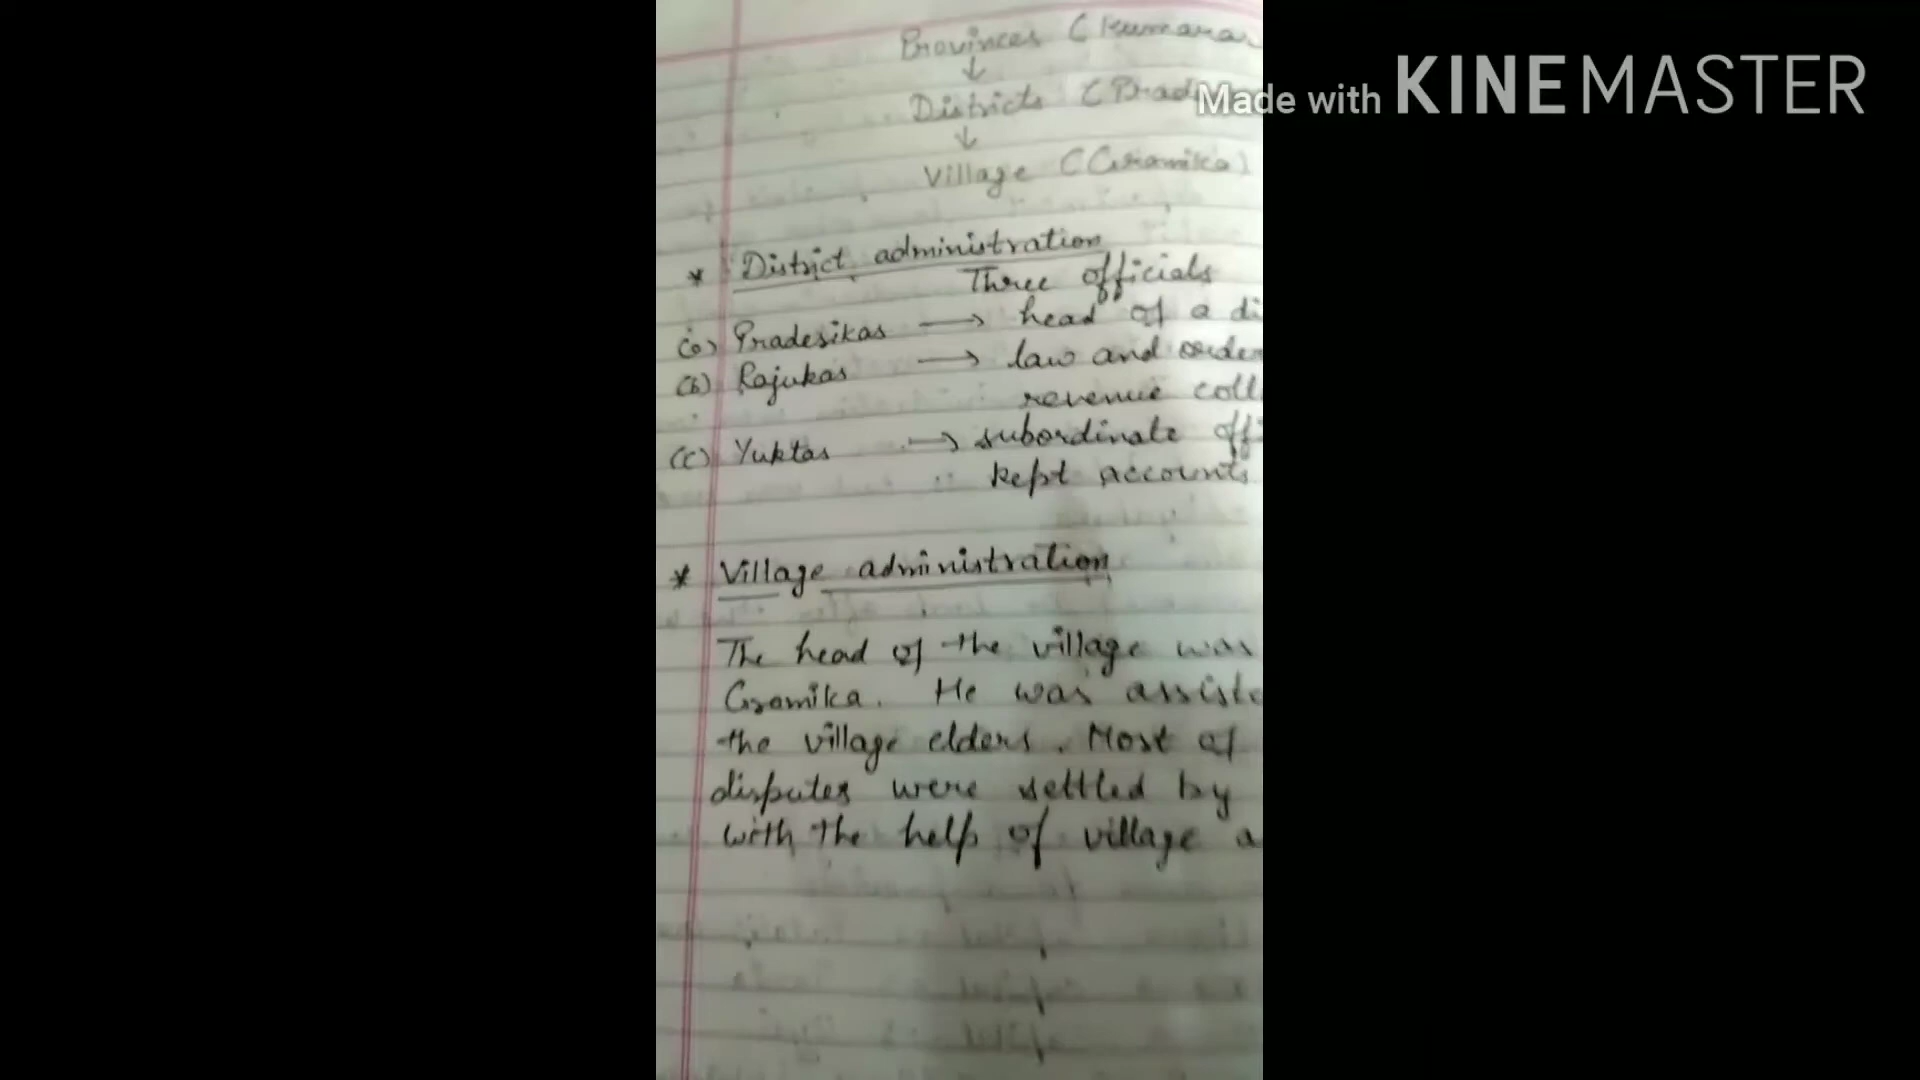 Provinces (Kumara
↓
Districts (Prad
Made with KINEMASTER
↓
Village (Gramika)
* District administration
Three officials
(a) Pradesikas → head of a di
(b) Rajukas → law and order
revenue coll
(c) Yuktas → subordinate offi
kept accounts
* Village administration
The head of the village was
Gramika. He was assiste
the village elders. Most of
disputes were settled by
with the help of village a